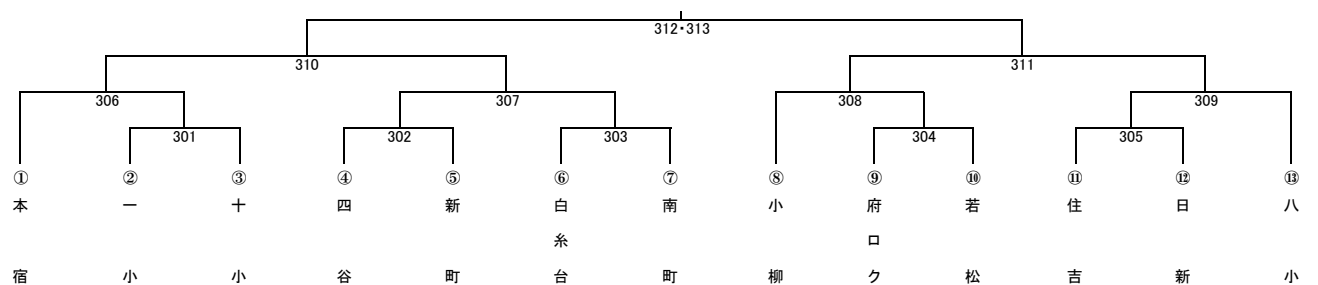 312・313
310
311
306
307
308
309
301
302
303
304
305
① ② ③ ④ ⑤ ⑥ ⑦ ⑧ ⑨ ⑩ ⑪ ⑫ ⑬
本宿
一小
十小
四谷
新町
白糸台
南町
小柳
府ロク
若松
住吉
日新
八小